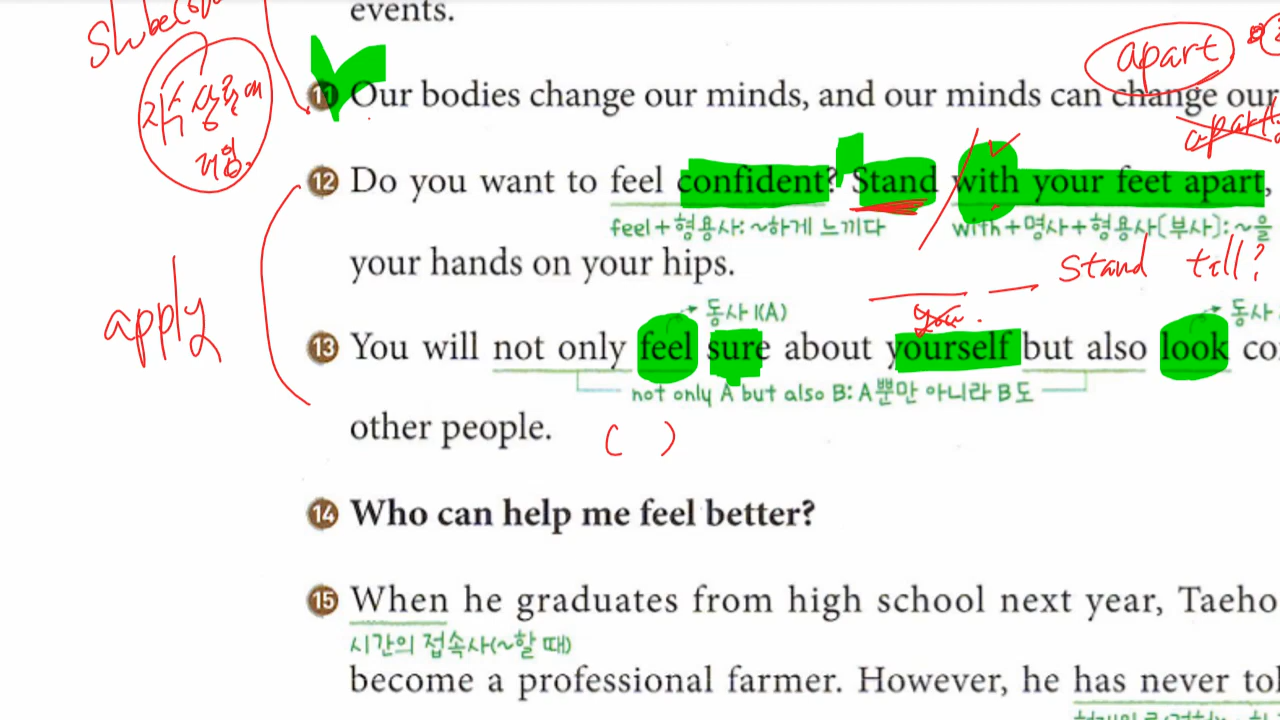 events.
apart
⓫ Our bodies change our minds, and our minds can change our
apart
⓬ Do you want to feel confident? Stand with your feet apart,
feel+형용사: ~하게 느끼다 with+명사+형용사[부사]: ~을
your hands on your hips.
Stand tall?
apply
동사1(A) you. 동사
⓭ You will not only feel sure about yourself but also look co
not only A but also B: A뿐만 아니라 B도
other people. ( )
⓮ Who can help me feel better?
⓯ When he graduates from high school next year, Taeho
시간의 접속사(~할 때)
become a professional farmer. However, he has never tol